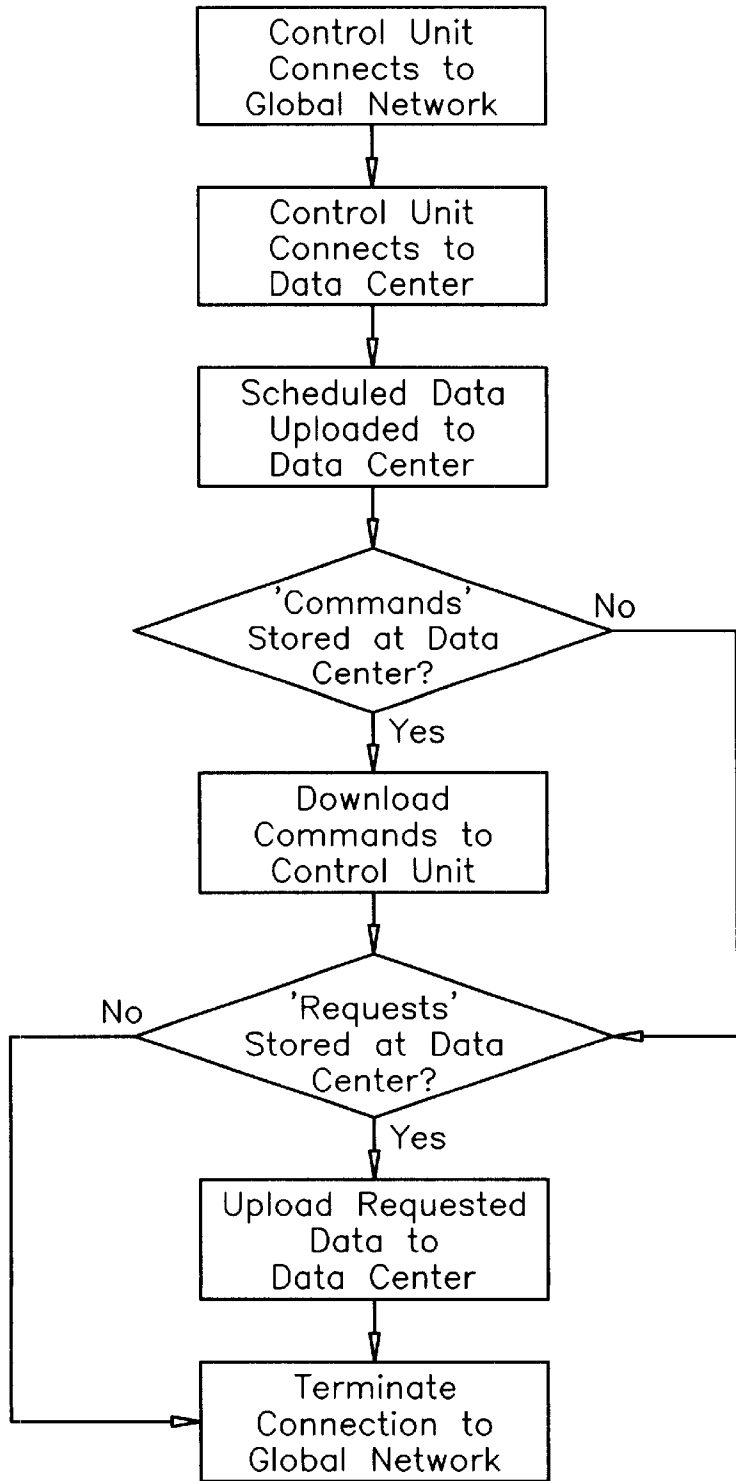 Control Unit
Connects to
Global Network
Control Unit
Connects to
Data Center
Scheduled Data
Uploaded to
Data Center
'Commands'
Stored at Data
Center?
No
Yes
Download
Commands to
Control Unit
No
'Requests'
Stored at Data
Center?
Yes
Upload Requested
Data to
Data Center
Terminate
Connection to
Global Network